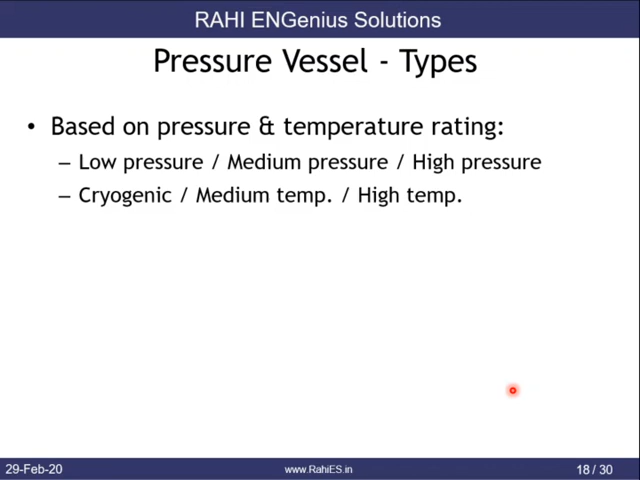 RAHI ENGenius Solutions
Pressure Vessel - Types
• Based on pressure & temperature rating:
– Low pressure / Medium pressure / High pressure
– Cryogenic / Medium temp. / High temp.
29-Feb-20
www.RahiES.in
18 / 30